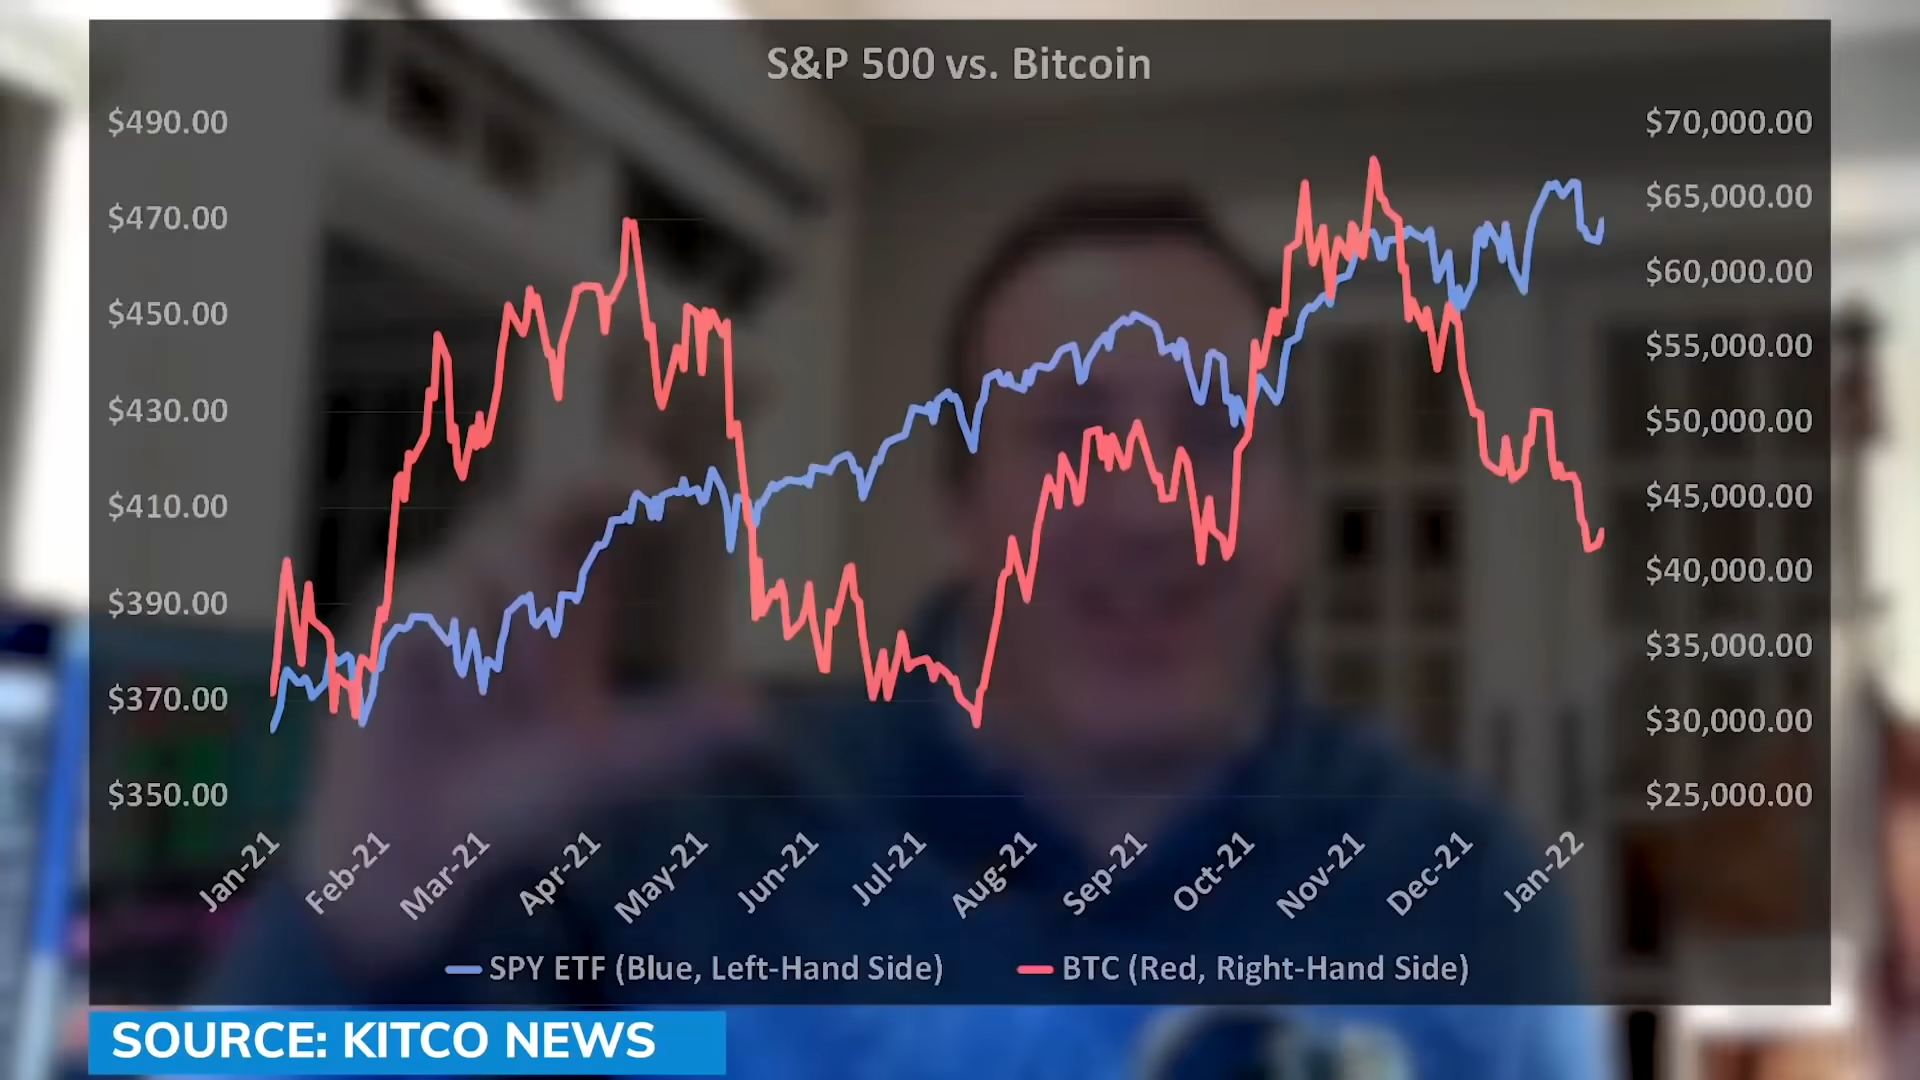 S&P 500 vs. Bitcoin
$490.00
$470.00
$450.00
$430.00
$410.00
$390.00
$370.00
$350.00
$70,000.00
$65,000.00
$60,000.00
$55,000.00
$50,000.00
$45,000.00
$40,000.00
$35,000.00
$30,000.00
$25,000.00
Jan-21
Feb-21
Mar-21
Apr-21
May-21
Jun-21
Jul-21
Aug-21
Sep-21
Oct-21
Nov-21
Dec-21
Jan-22
SPY ETF (Blue, Left-Hand Side)
BTC (Red, Right-Hand Side)
SOURCE: KITCO NEWS